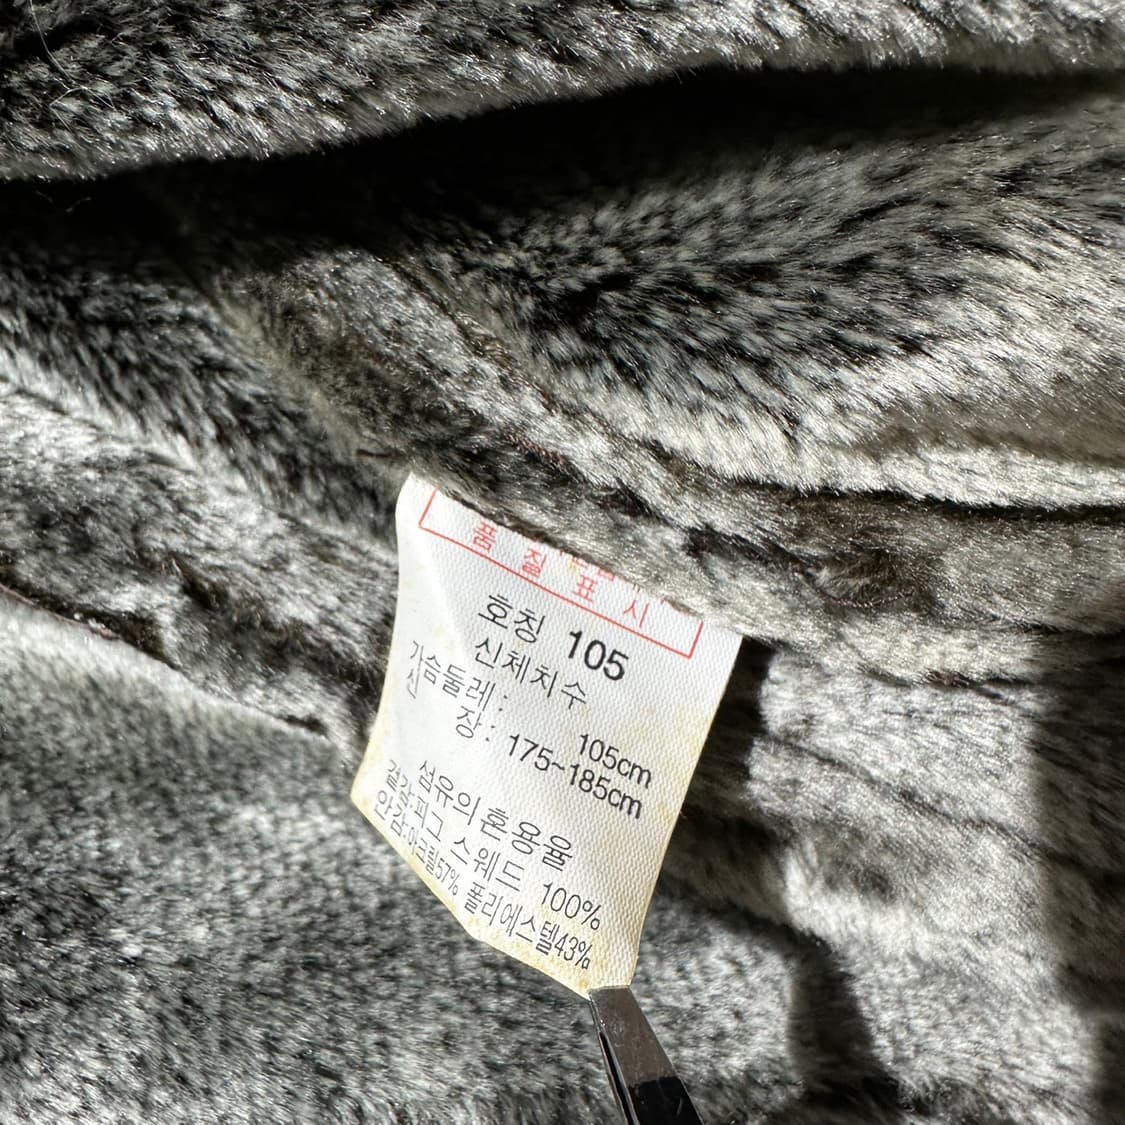 품질표시
호칭 105
신체치수
가슴둘레: 105cm
신 장: 175~185cm
섬유의혼용율
겉감:피그 스웨드 100%
안감:아크릴57% 폴리에스텔43%